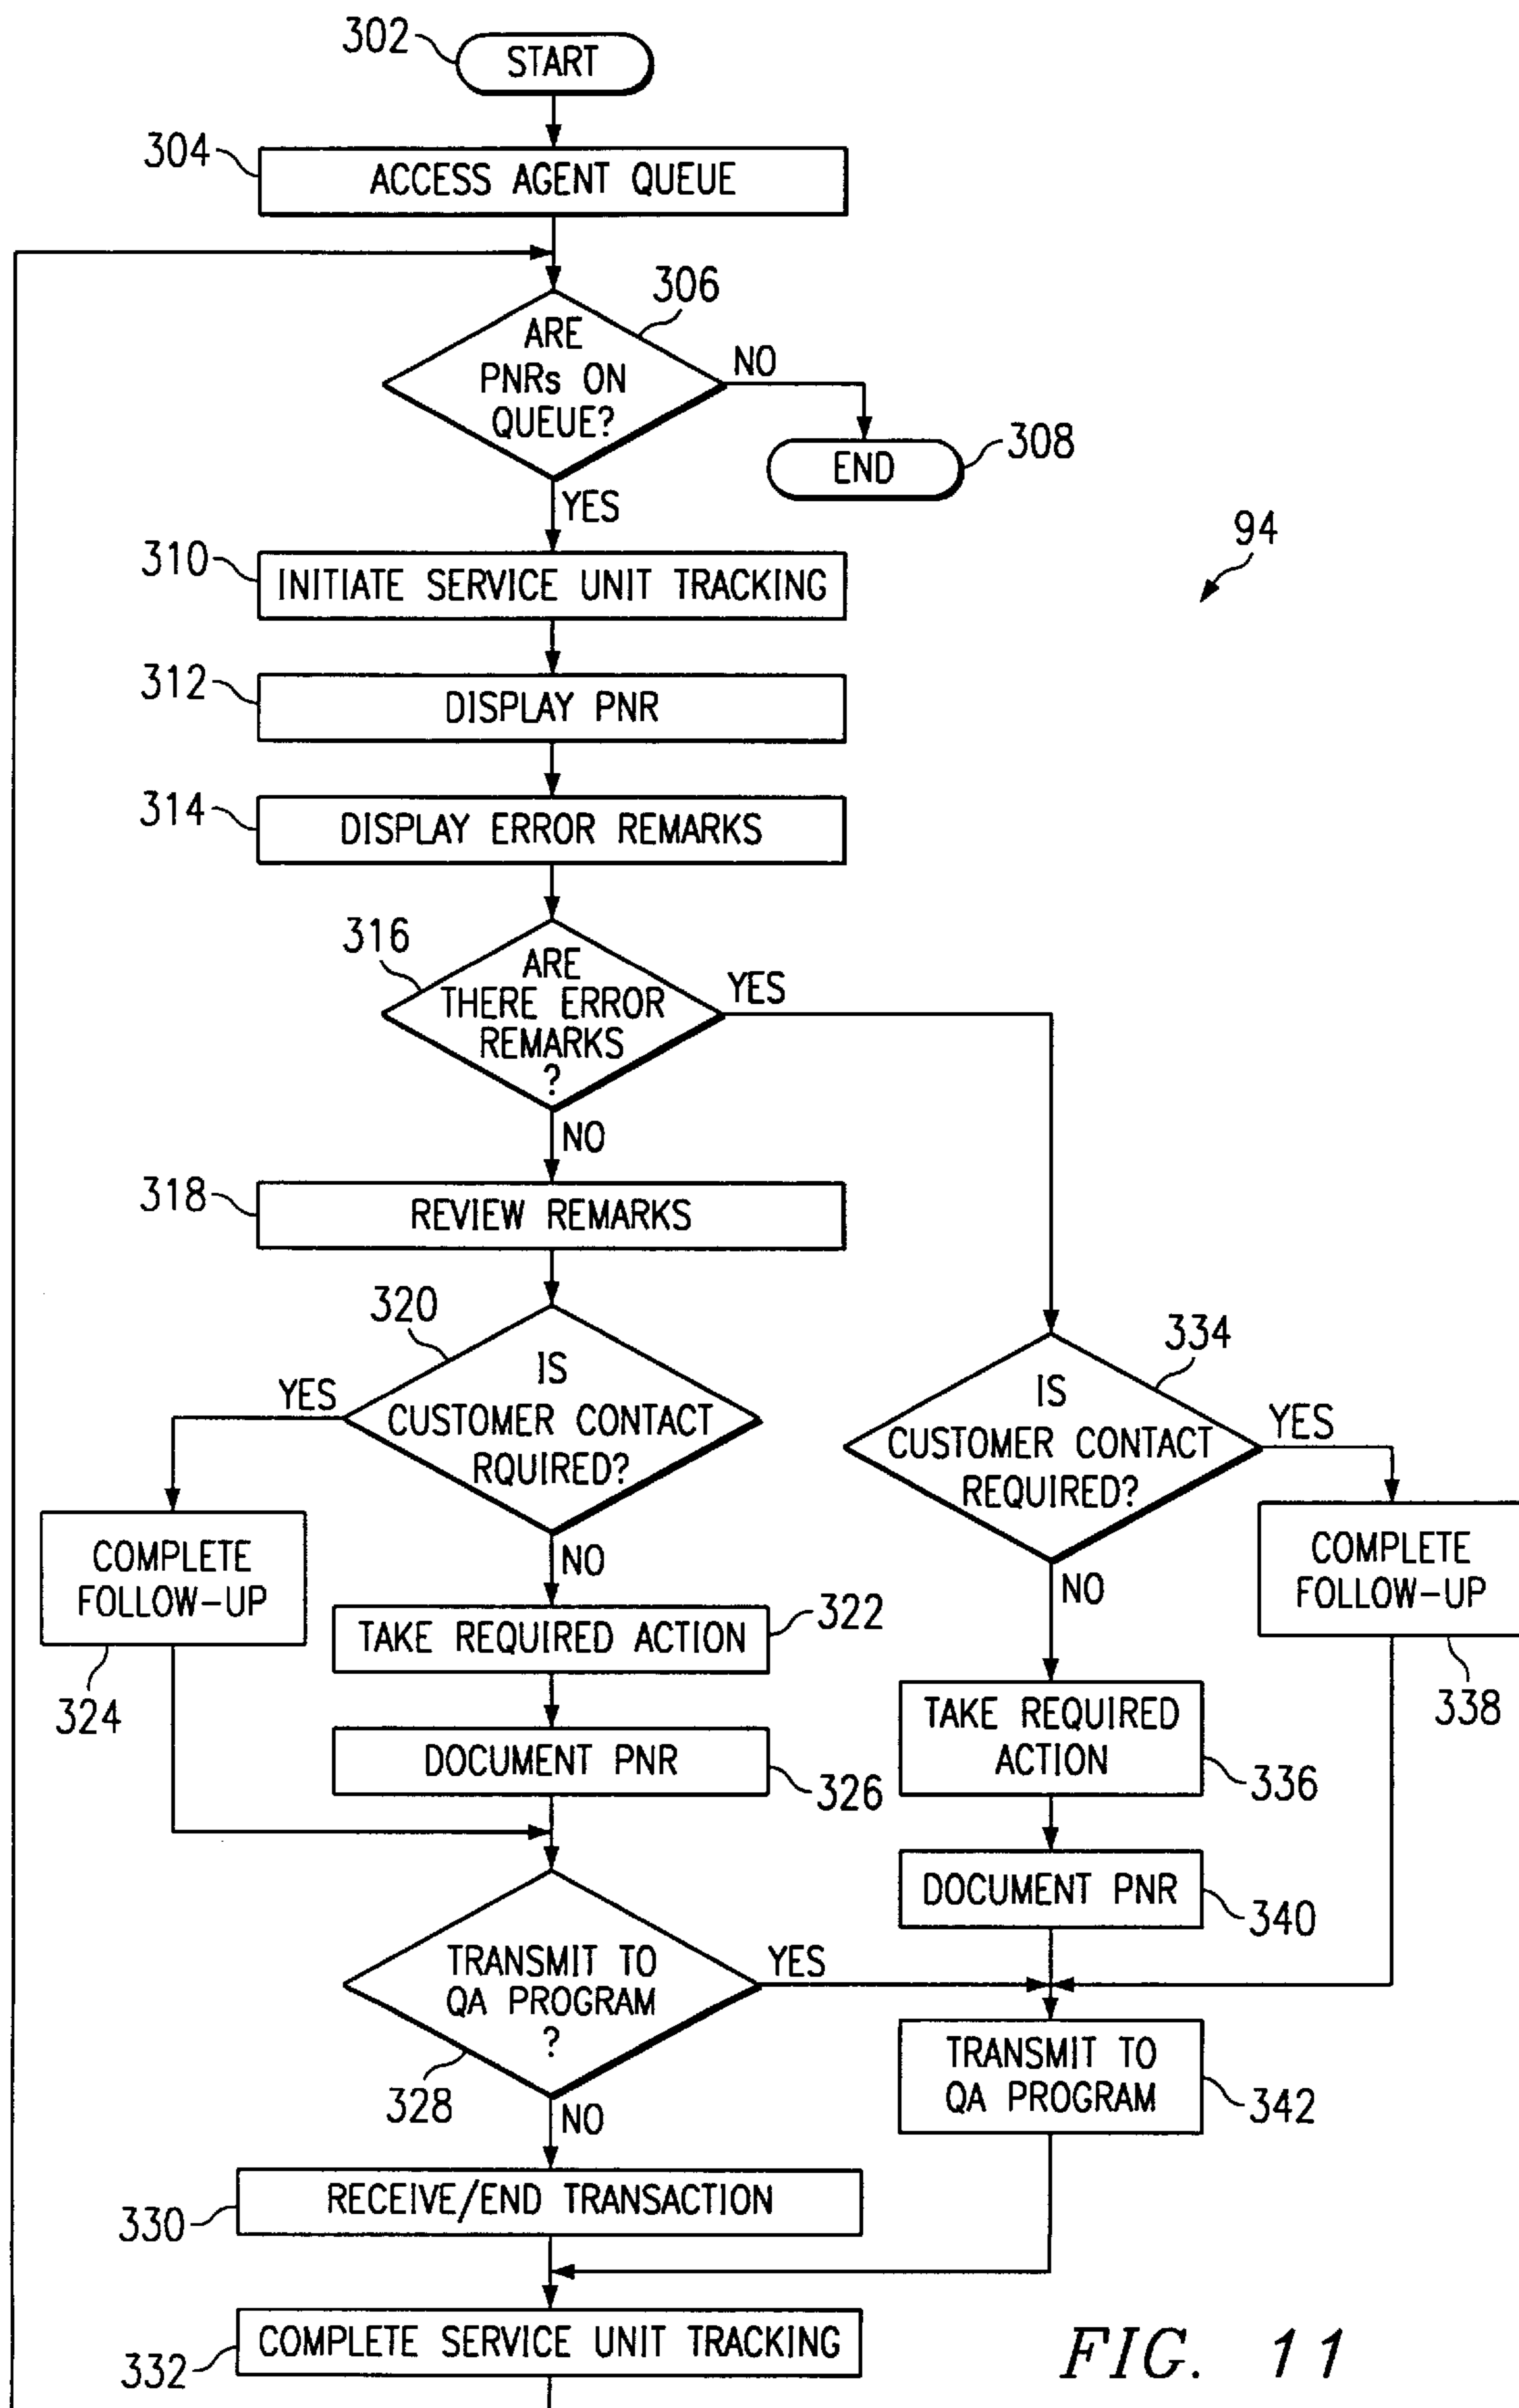 302
START
304
ACCESS AGENT QUEUE
306
ARE
PNRs ON
QUEUE?
NO
END
308
YES
94
310
INITIATE SERVICE UNIT TRACKING
312
DISPLAY PNR
314
DISPLAY ERROR REMARKS
316
ARE
THERE ERROR
REMARKS
?
YES
NO
318
REVIEW REMARKS
320
IS
CUSTOMER CONTACT
RQUIRED?
YES
NO
334
IS
CUSTOMER CONTACT
REQUIRED?
YES
NO
COMPLETE
FOLLOW-UP
324
TAKE REQUIRED ACTION
322
COMPLETE
FOLLOW-UP
338
DOCUMENT PNR
326
TAKE REQUIRED
ACTION
336
DOCUMENT PNR
340
TRANSMIT TO
QA PROGRAM
?
328
YES
NO
TRANSMIT TO
QA PROGRAM
342
RECEIVE/END TRANSACTION
330
COMPLETE SERVICE UNIT TRACKING
332
FIG. 11